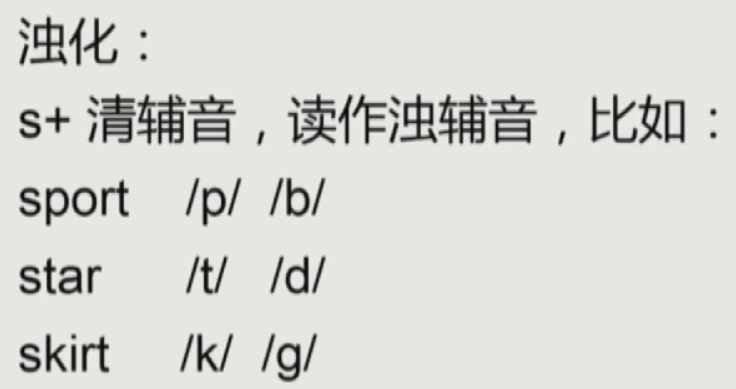 浊化：
s+ 清辅音，读作浊辅音，比如：
sport /p/ /b/
star /t/ /d/
skirt /k/ /g/